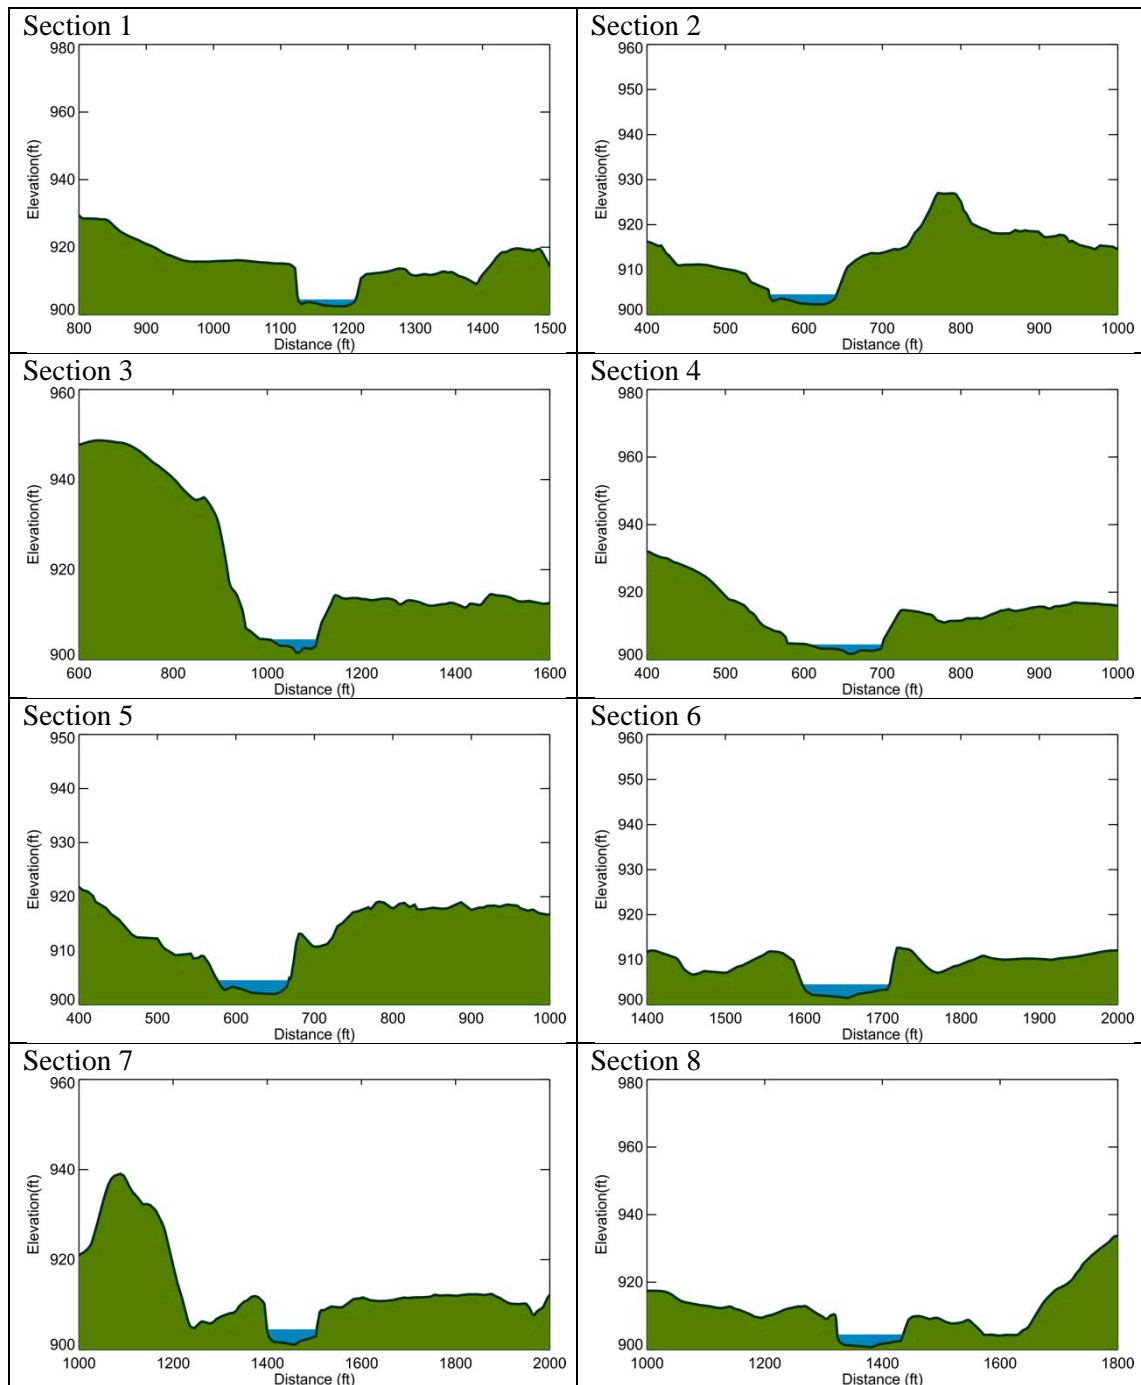 Section 1
980
960
940
920
900
Elevation(ft)
800 900 1000 1100 1200 1300 1400 1500
Distance (ft)
Section 2
960
950
940
930
920
910
900
Elevation(ft)
400 500 600 700 800 900 1000
Distance (ft)
Section 3
960
940
920
900
Elevation(ft)
600 800 1000 1200 1400 1600
Distance (ft)
Section 4
980
960
940
920
900
Elevation(ft)
400 500 600 700 800 900 1000
Distance (ft)
Section 5
950
940
930
920
910
900
Elevation(ft)
400 500 600 700 800 900 1000
Distance (ft)
Section 6
960
950
940
930
920
910
900
Elevation(ft)
1400 1500 1600 1700 1800 1900 2000
Distance (ft)
Section 7
960
940
920
900
Elevation(ft)
1000 1200 1400 1600 1800 2000
Distance (ft)
Section 8
980
960
940
920
900
Elevation(ft)
1000 1200 1400 1600 1800
Distance (ft)